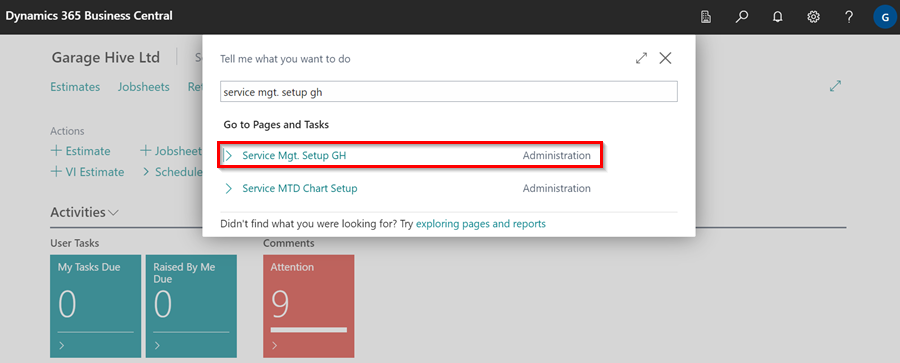 Dynamics 365 Business Central
?
G
Garage Hive Ltd
Estimates Jobsheets
Tell me what you want to do
service mgt. setup gh
Go to Pages and Tasks
Service Mgt. Setup GH Administration
Service MTD Chart Setup Administration
Didn't find what you were looking for? Try exploring pages and reports
Actions
+ Estimate + Jobsheet
+ VI Estimate > Schedule
Activities
User Tasks Comments
My Tasks Due
0
Raised By Me
Due
0
Attention
9